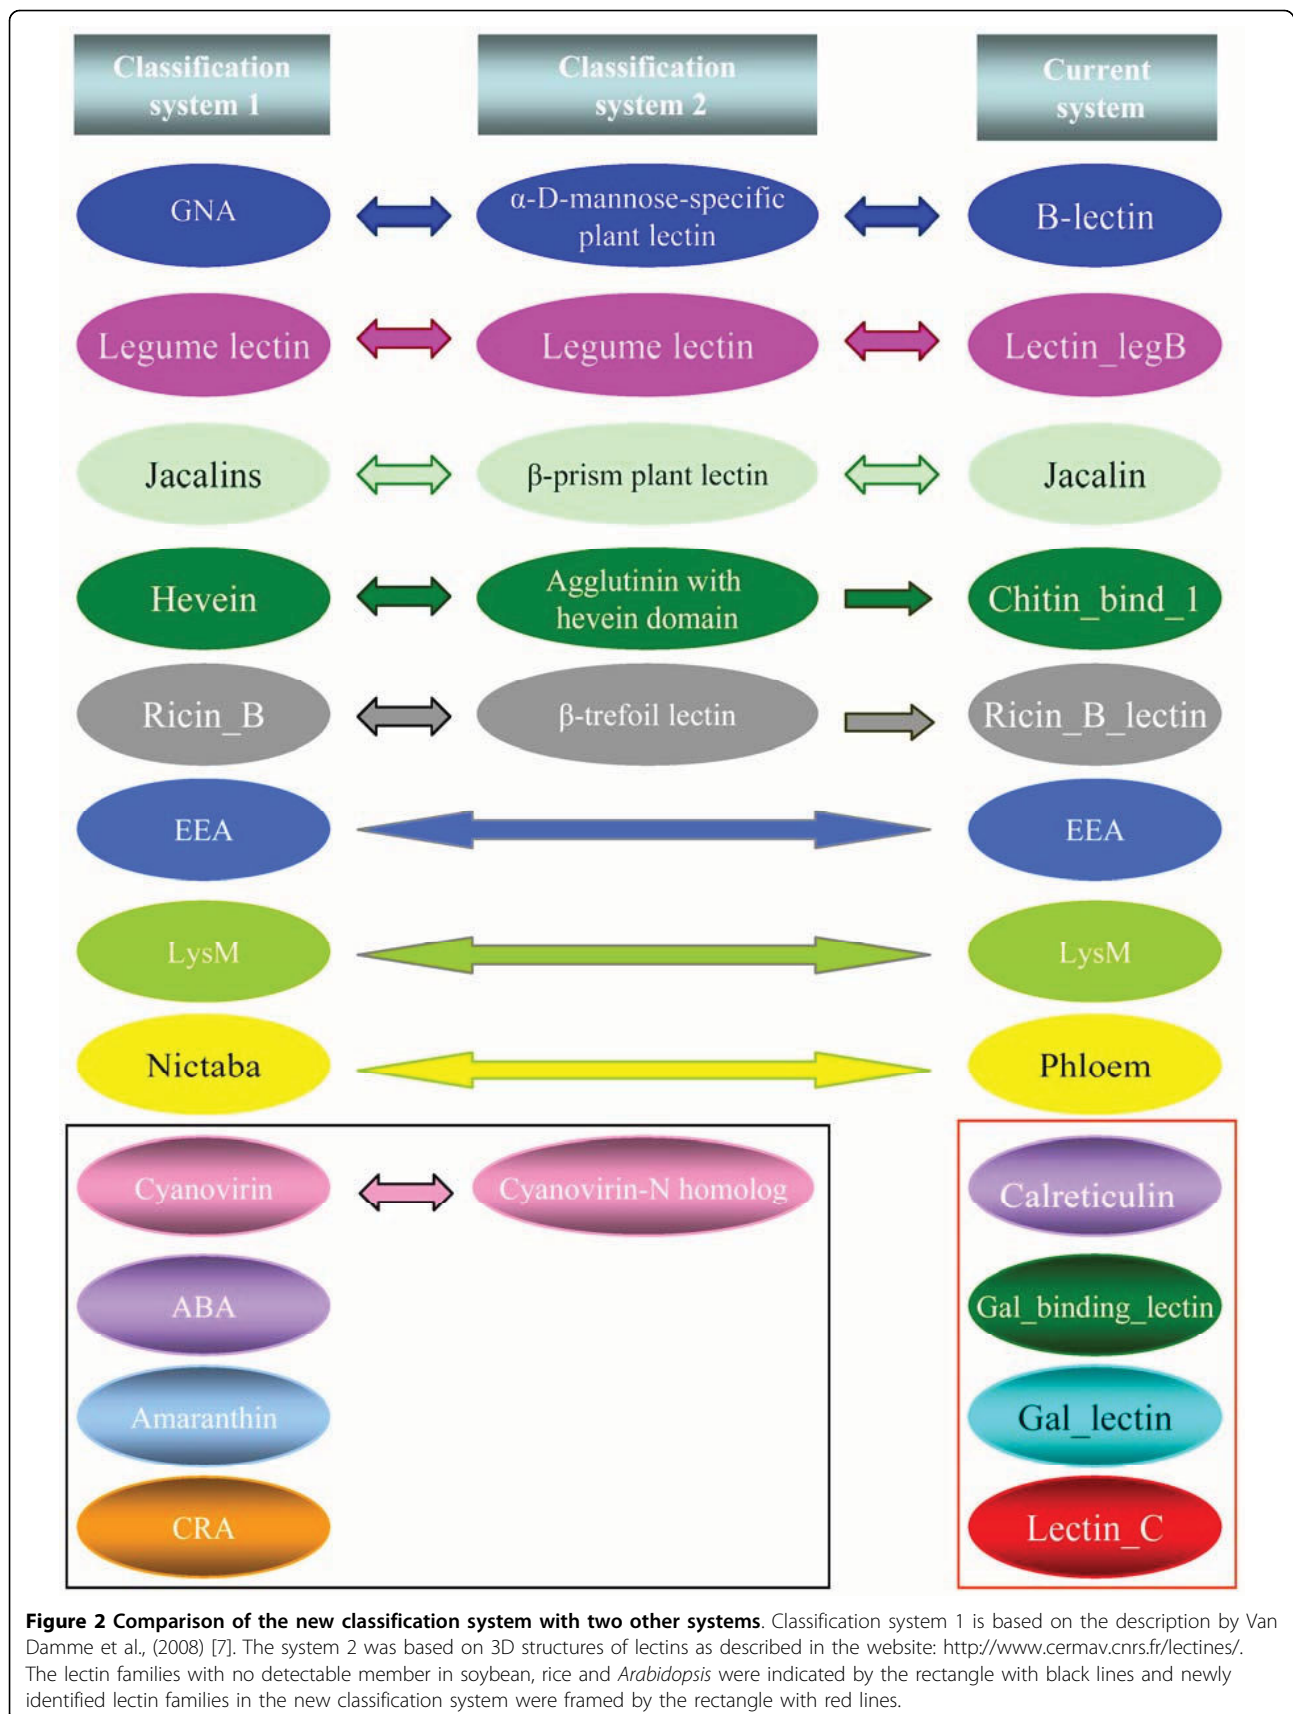 Classification
system 1
Classification
system 2
Current
system
GNA
α-D-mannose-specific
plant lectin
B-lectin
Legume lectin
Legume lectin
Lectin_legB
Jacalins
β-prism plant lectin
Jacalin
Hevein
Agglutinin with
hevein domain
Chitin_bind_1
Ricin_B
β-trefoil lectin
Ricin_B_lectin
EEA
EEA
LysM
LysM
Nictaba
Phloem
Cyanovirin
Cyanovirin-N homolog
Calreticulin
ABA
Gal_binding_lectin
Amaranthin
Gal_lectin
CRA
Lectin_C
Figure 2 Comparison of the new classification system with two other systems. Classification system 1 is based on the description by Van
Damme et al., (2008) [7]. The system 2 was based on 3D structures of lectins as described in the website: http://www.cermav.cnrs.fr/lectines/.
The lectin families with no detectable member in soybean, rice and Arabidopsis were indicated by the rectangle with black lines and newly
identified lectin families in the new classification system were framed by the rectangle with red lines.